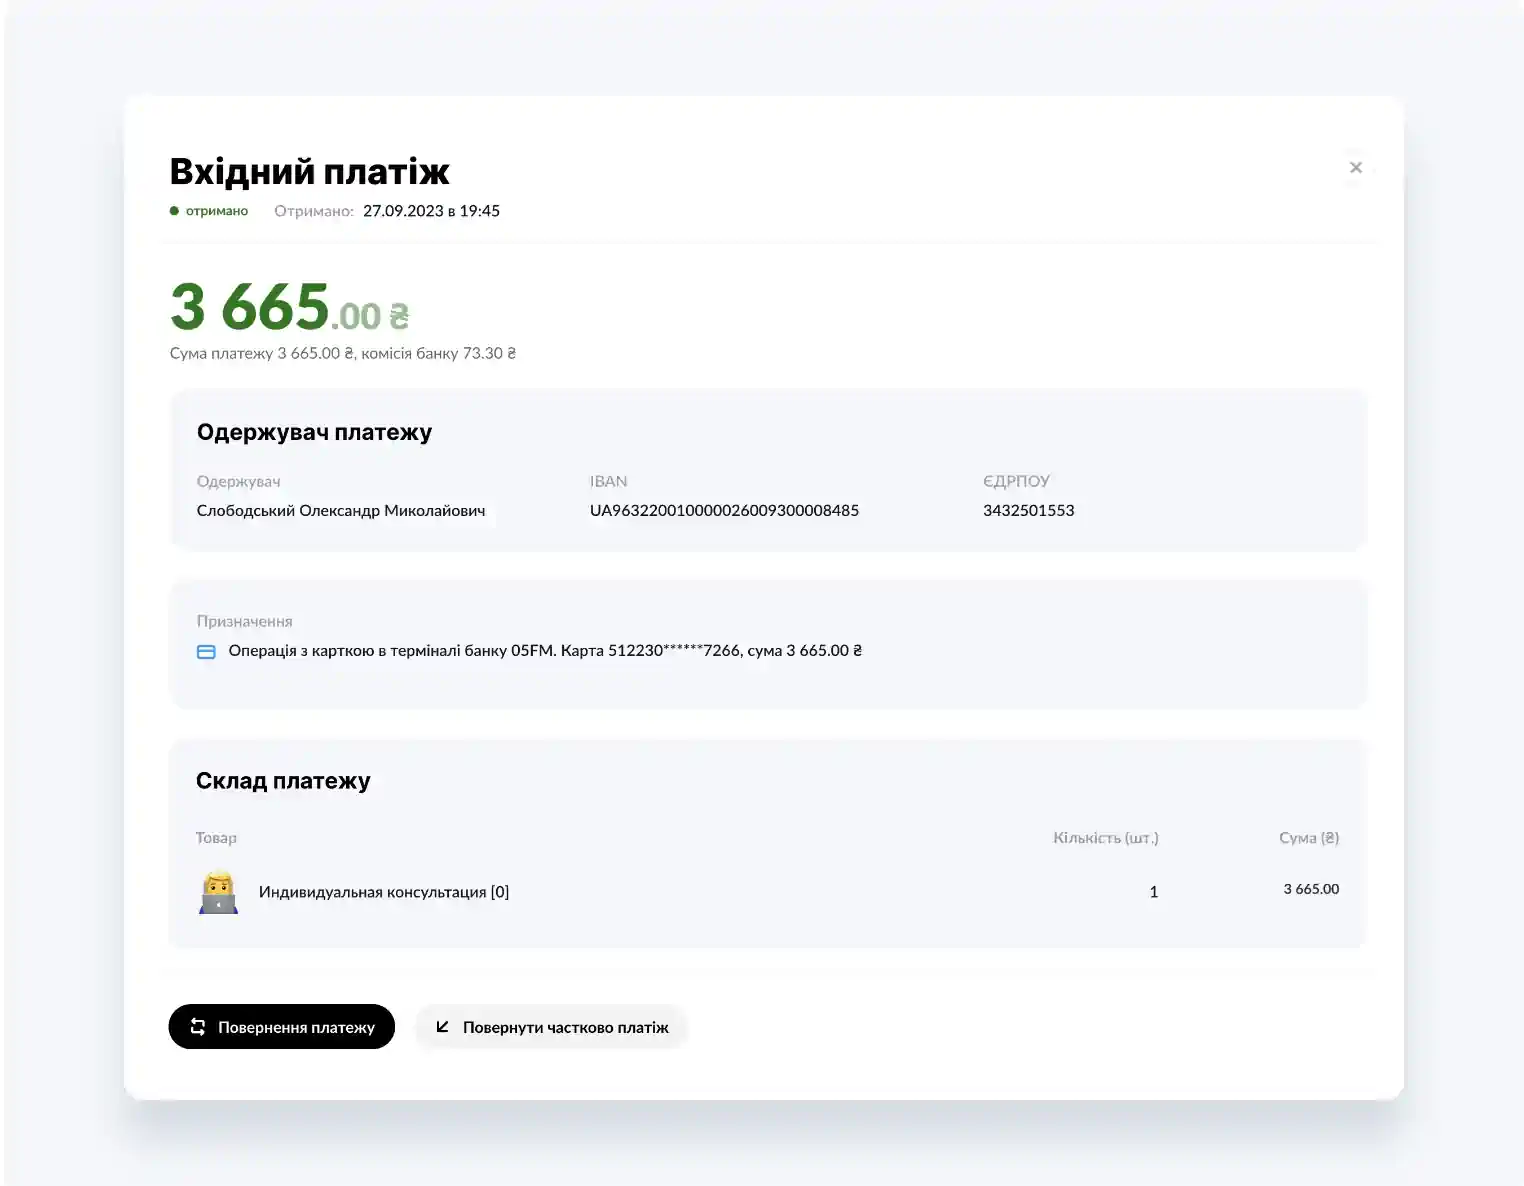 Вхідний платіж
отримано Отримано: 27.09.2023 в 19:45
3 665.00 ₴
Сума платежу 3 665.00 ₴, комісія банку 73.30 ₴
Одержувач платежу
Одержувач IBAN ЄДРПОУ
Слободський Олександр Миколайович UA963220010000026009300008485 3432501553
Призначення
Операція з карткою в терміналі банку 05FM. Карта 512230******7266, сума 3 665.00 ₴
Склад платежу
Товар Кількість (шт.) Сума (₴)
Индивидуальная консультация [0] 1 3 665.00
Повернення платежу Повернути частково платіж